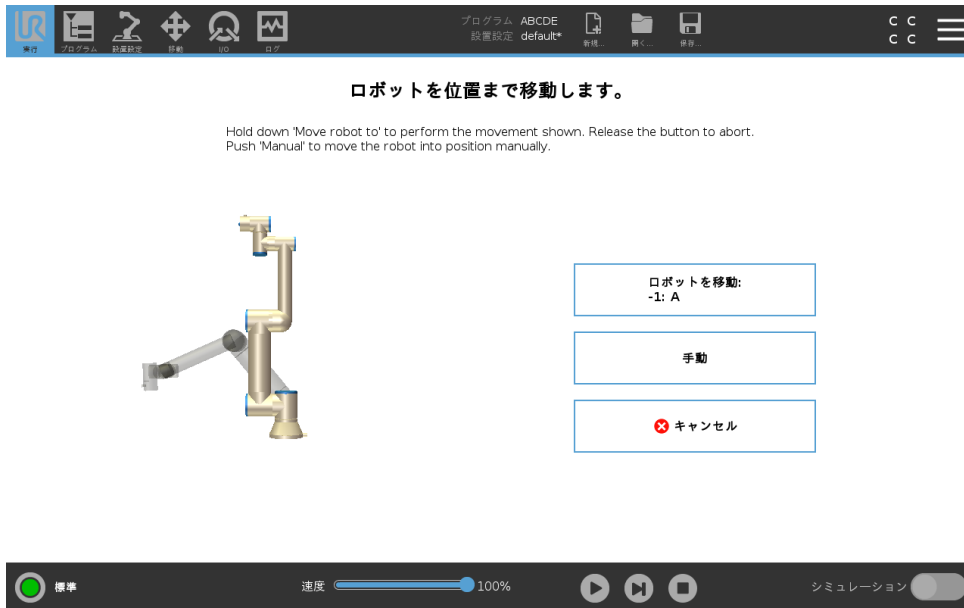 UR
実行
プログラム
設置設定
移動
I/O
ログ
プログラム ABCDE
設置設定 default*
新規...
開く...
保存...
C C
C C
ロボットを位置まで移動します。
Hold down 'Move robot to' to perform the movement shown. Release the button to abort.
Push 'Manual' to move the robot into position manually.
ロボットを移動:
-1: A
手動
キャンセル
標準
速度 100%
シミュレーション